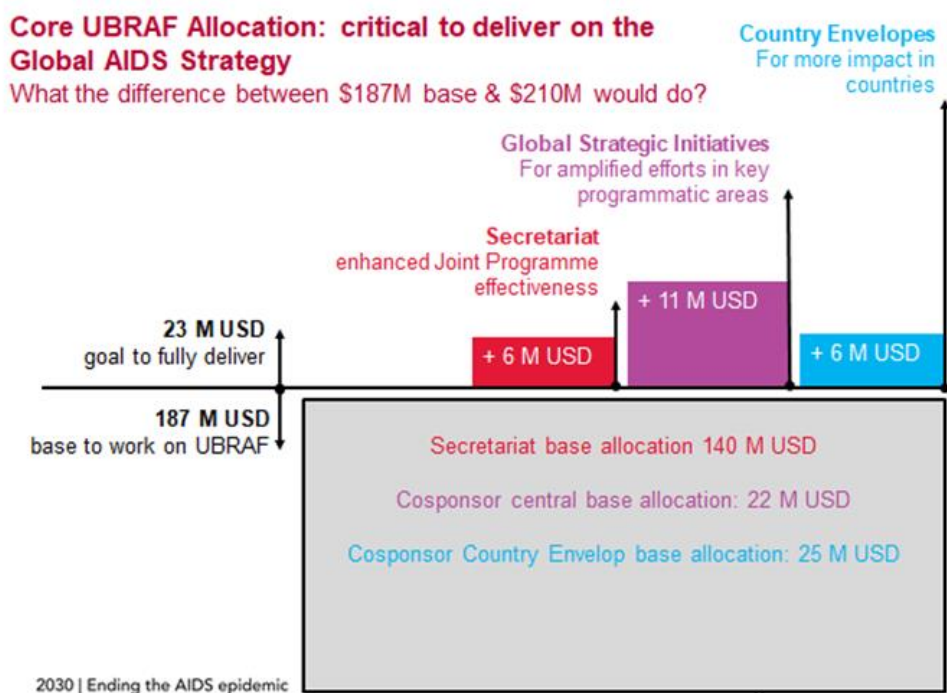 Core UBRAF Allocation: critical to deliver on the
Global AIDS Strategy
What the difference between $187M base & $210M would do?
Country Envelopes
For more impact in
countries
Global Strategic Initiatives
For amplified efforts in key
programmatic areas
Secretariat
enhanced Joint Programme
effectiveness
23 M USD
goal to fully deliver
+ 6 M USD
+ 11 M USD
+ 6 M USD
187 M USD
base to work on UBRAF
Secretariat base allocation 140 M USD
Cosponsor central base allocation: 22 M USD
Cosponsor Country Envelop base allocation: 25 M USD
2030 | Ending the AIDS epidemic